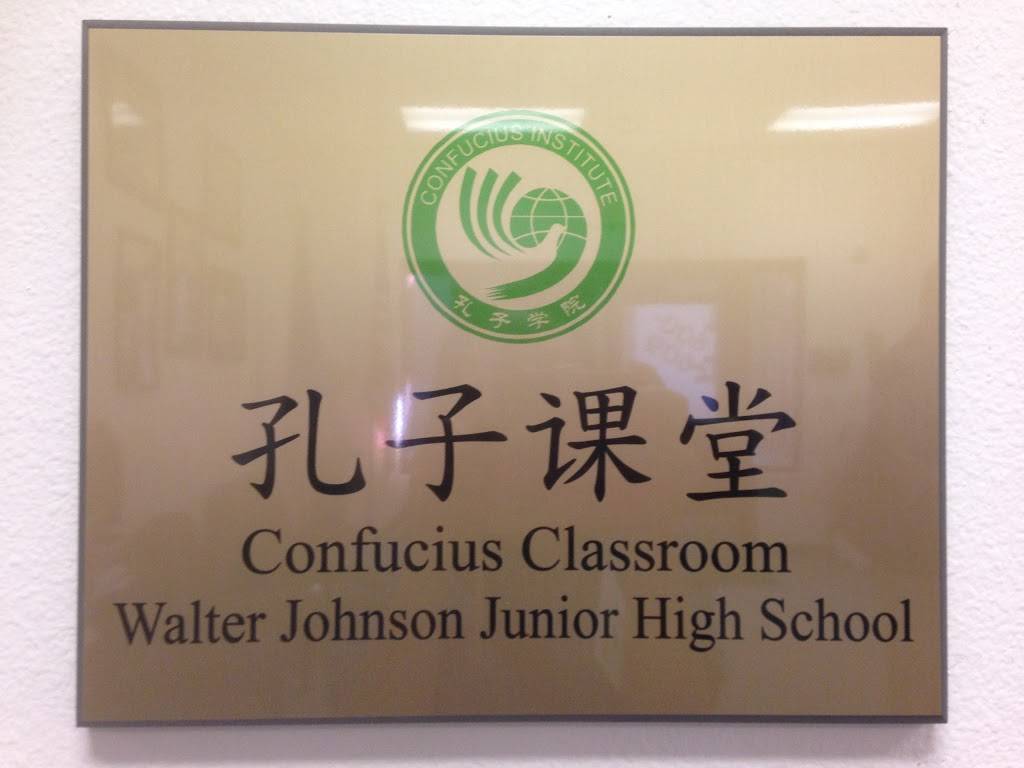 CONFUCIUS INSTITUTE
孔子学院
孔子课堂
Confucius Classroom
Walter Johnson Junior High School